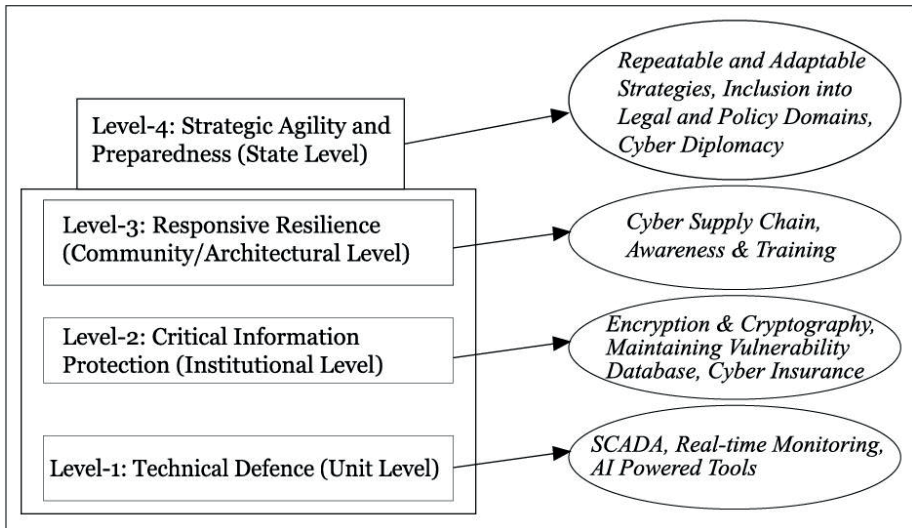 Level-4: Strategic Agility and
Preparedness (State Level)
Repeatable and Adaptable
Strategies, Inclusion into
Legal and Policy Domains,
Cyber Diplomacy
Level-3: Responsive Resilience
(Community/Architectural Level)
Cyber Supply Chain,
Awareness & Training
Level-2: Critical Information
Protection (Institutional Level)
Encryption & Cryptography,
Maintaining Vulnerability
Database, Cyber Insurance
Level-1: Technical Defence (Unit Level)
SCADA, Real-time Monitoring,
AI Powered Tools